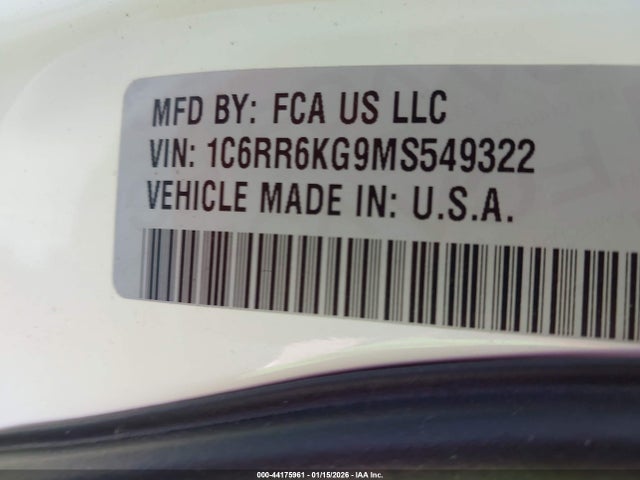 MFD BY: FCA US LLC
VIN: 1C6RR6KG9MS549322
VEHICLE MADE IN: U.S.A.
000-44175961 - 01/15/2026 - IAA Inc.